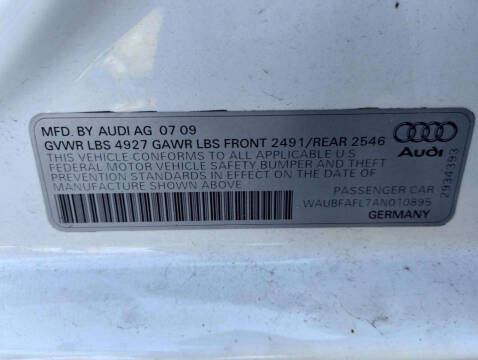 MFD. BY AUDI AG 07 09
GVWR LBS 4927 GAWR LBS FRONT 2491/REAR 2546
THIS VEHICLE CONFORMS TO ALL APPLICABLE U S
FEDERAL MOTOR VEHICLE SAFETY BUMPER AND THEFT
PREVENTION STANDARDS IN EFFECT ON THE DATE OF
MANUFACTURE SHOWN ABOVE
Audi
PASSENGER CAR
WAUBFAFL7AN010895
GERMANY
2934393